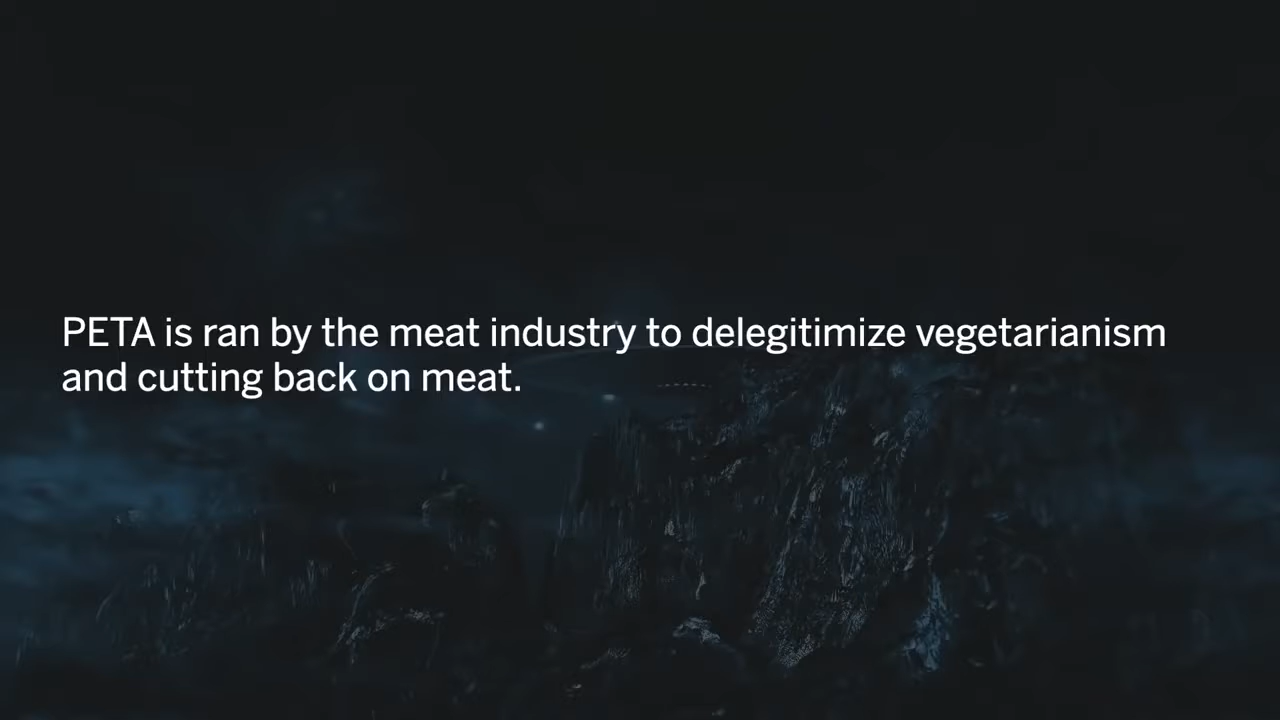 PETA is ran by the meat industry to delegitimize vegetarianism
and cutting back on meat.